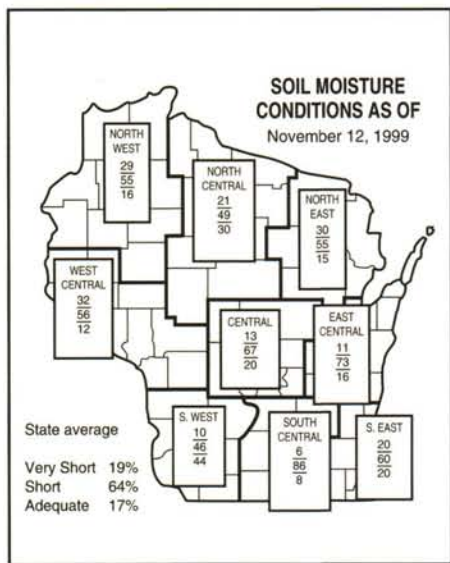 SOIL MOISTURE
CONDITIONS AS OF
November 12, 1999
NORTH
WEST
29
55
16
NORTH
CENTRAL
21
49
30
NORTH
EAST
30
55
15
WEST
CENTRAL
32
56
12
CENTRAL
13
67
20
EAST
CENTRAL
11
73
16
S. WEST
10
46
44
SOUTH
CENTRAL
6
86
8
S. EAST
20
60
20
State average
Very Short 19%
Short 64%
Adequate 17%